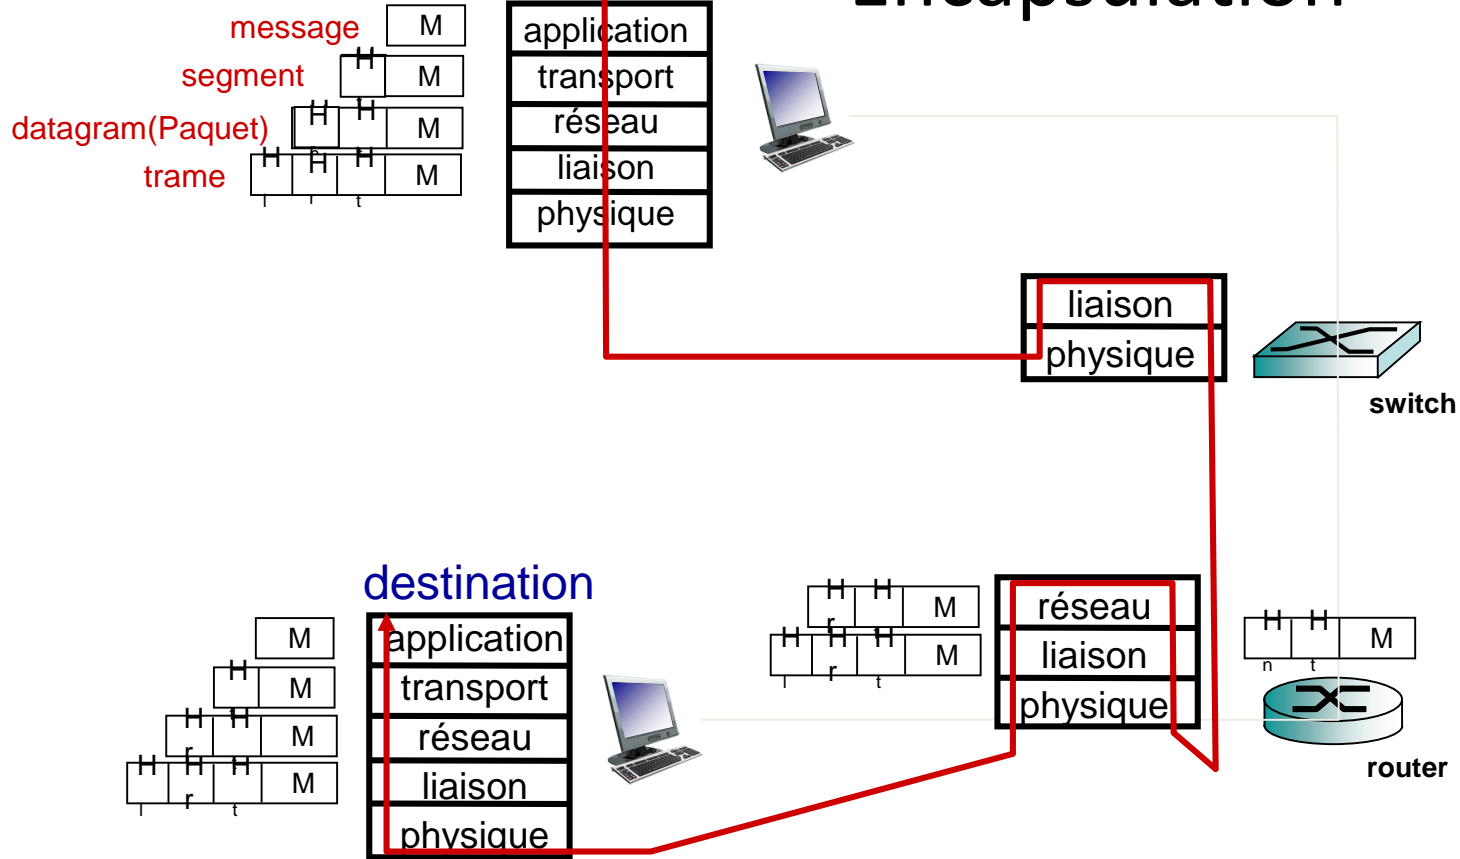 Encapsulation
message M
segment H t M
datagram(Paquet) H n H t M
trame H l H r H t M
application
transport
réseau
liaison
physique
liaison
physique
switch
destination
M
H t M
H r H t M
H l H r H t M
application
transport
réseau
liaison
physique
H r H t M
H l H r H t M
réseau
liaison
physique
H n H t M
router